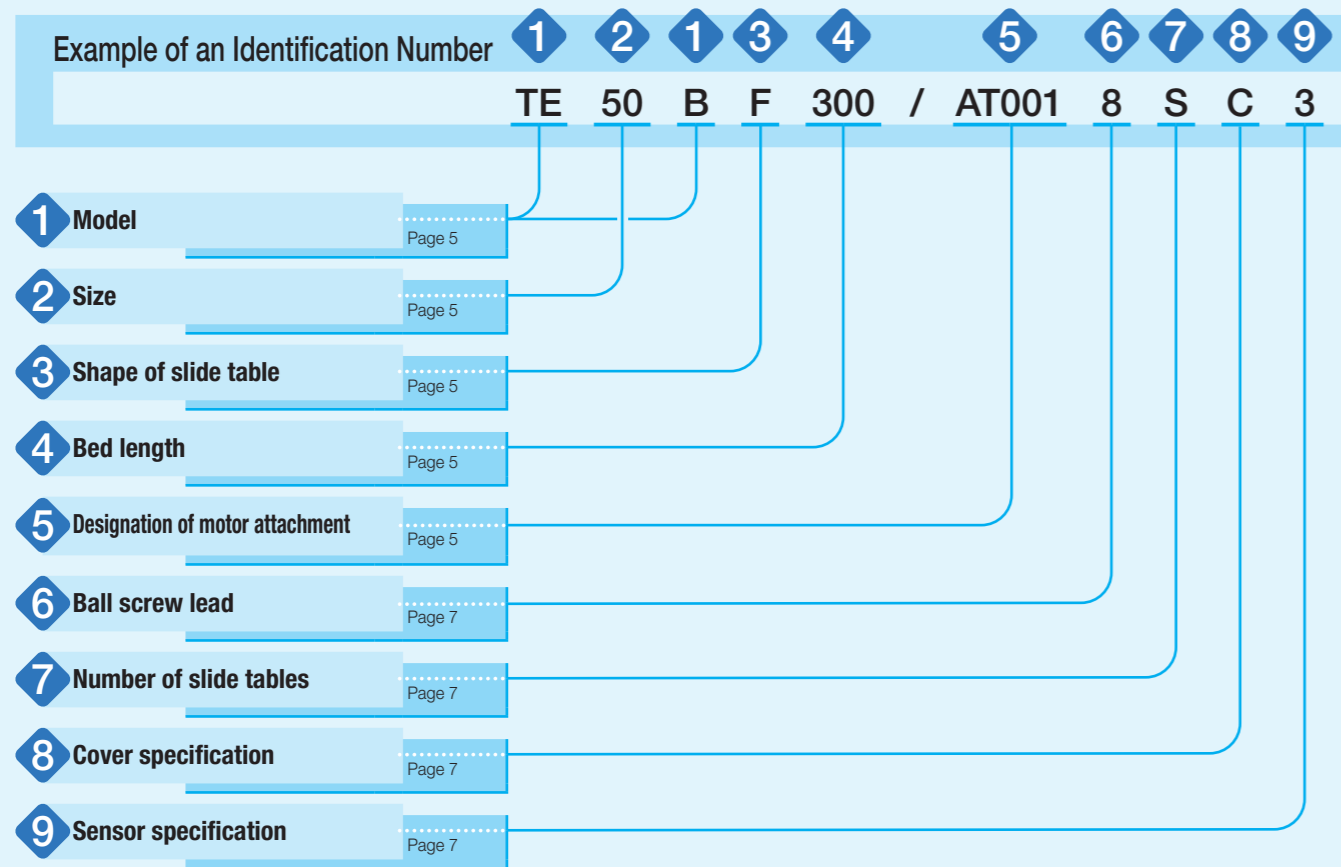 Example of an Identification Number 1 2 1 3 4 5 6 7 8 9
TE 50 B F 300 / AT001 8 S C 3
1 Model Page 5
2 Size Page 5
3 Shape of slide table Page 5
4 Bed length Page 5
5 Designation of motor attachment Page 5
6 Ball screw lead Page 7
7 Number of slide tables Page 7
8 Cover specification Page 7
9 Sensor specification Page 7